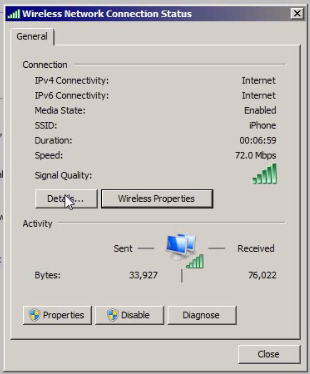 Wireless Network Connection Status
General
Connection
IPv4 Connectivity: Internet
IPv6 Connectivity: Internet
Media State: Enabled
SSID: iPhone
Duration: 00:06:59
Speed: 72.0 Mbps
Signal Quality:
Details... Wireless Properties
Activity
Sent Received
Bytes: 33,927 76,022
Properties Disable Diagnose
Close